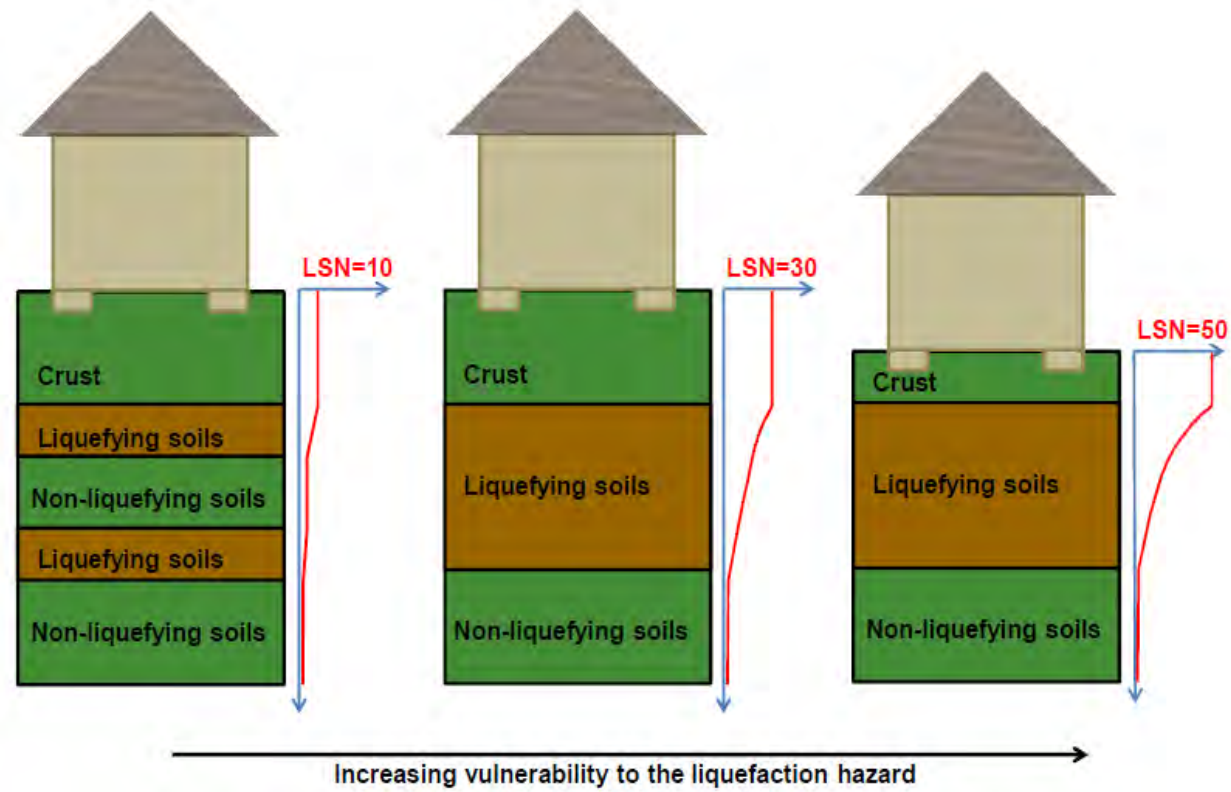 LSN=10
Crust
Liquefying soils
Non-liquefying soils
Liquefying soils
Non-liquefying soils
LSN=30
Crust
Liquefying soils
Non-liquefying soils
LSN=50
Crust
Liquefying soils
Non-liquefying soils
Increasing vulnerability to the liquefaction hazard